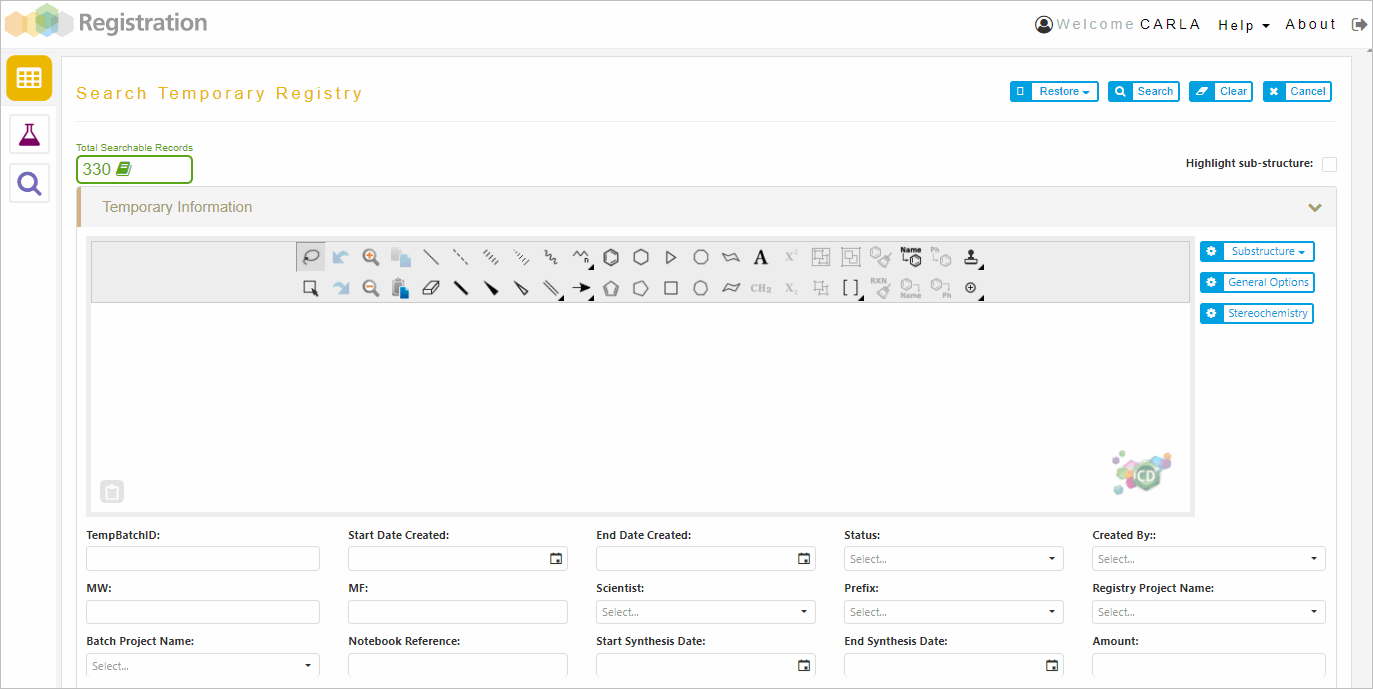 Registration
Welcome CARLA Help About
Search Temporary Registry
Restore Search Clear Cancel
Total Searchable Records
330
Highlight sub-structure:
Temporary Information
n A X² Name Ph
CH₂ X₂ [ ] RXN Name Ph
Substructure
General Options
Stereochemistry
CD
TempBatchID: Start Date Created: End Date Created: Status: Created By::
Select... Select...
MW: MF: Scientist: Prefix: Registry Project Name:
Select... Select... Select...
Batch Project Name: Notebook Reference: Start Synthesis Date: End Synthesis Date: Amount:
Select...